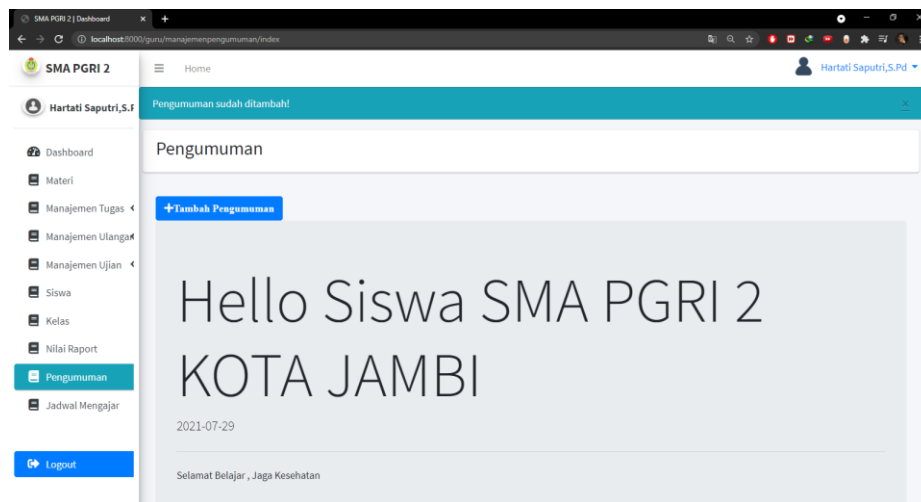 SMA PGRI 2 | Dashboard
localhost:8000/guru/manajemenpengumuman/index
SMA PGRI 2
Home
Hartati Saputri,S.Pd
Hartati Saputri,S.F
Pengumuman sudah ditambah!
Dashboard
Materi
Manajemen Tugas
Manajemen Ulangan
Manajemen Ujian
Siswa
Kelas
Nilai Raport
Pengumuman
Jadwal Mengajar
Logout
Pengumuman
+Tambah Pengumuman
Hello Siswa SMA PGRI 2
KOTA JAMBI
2021-07-29
Selamat Belajar , Jaga Kesehatan